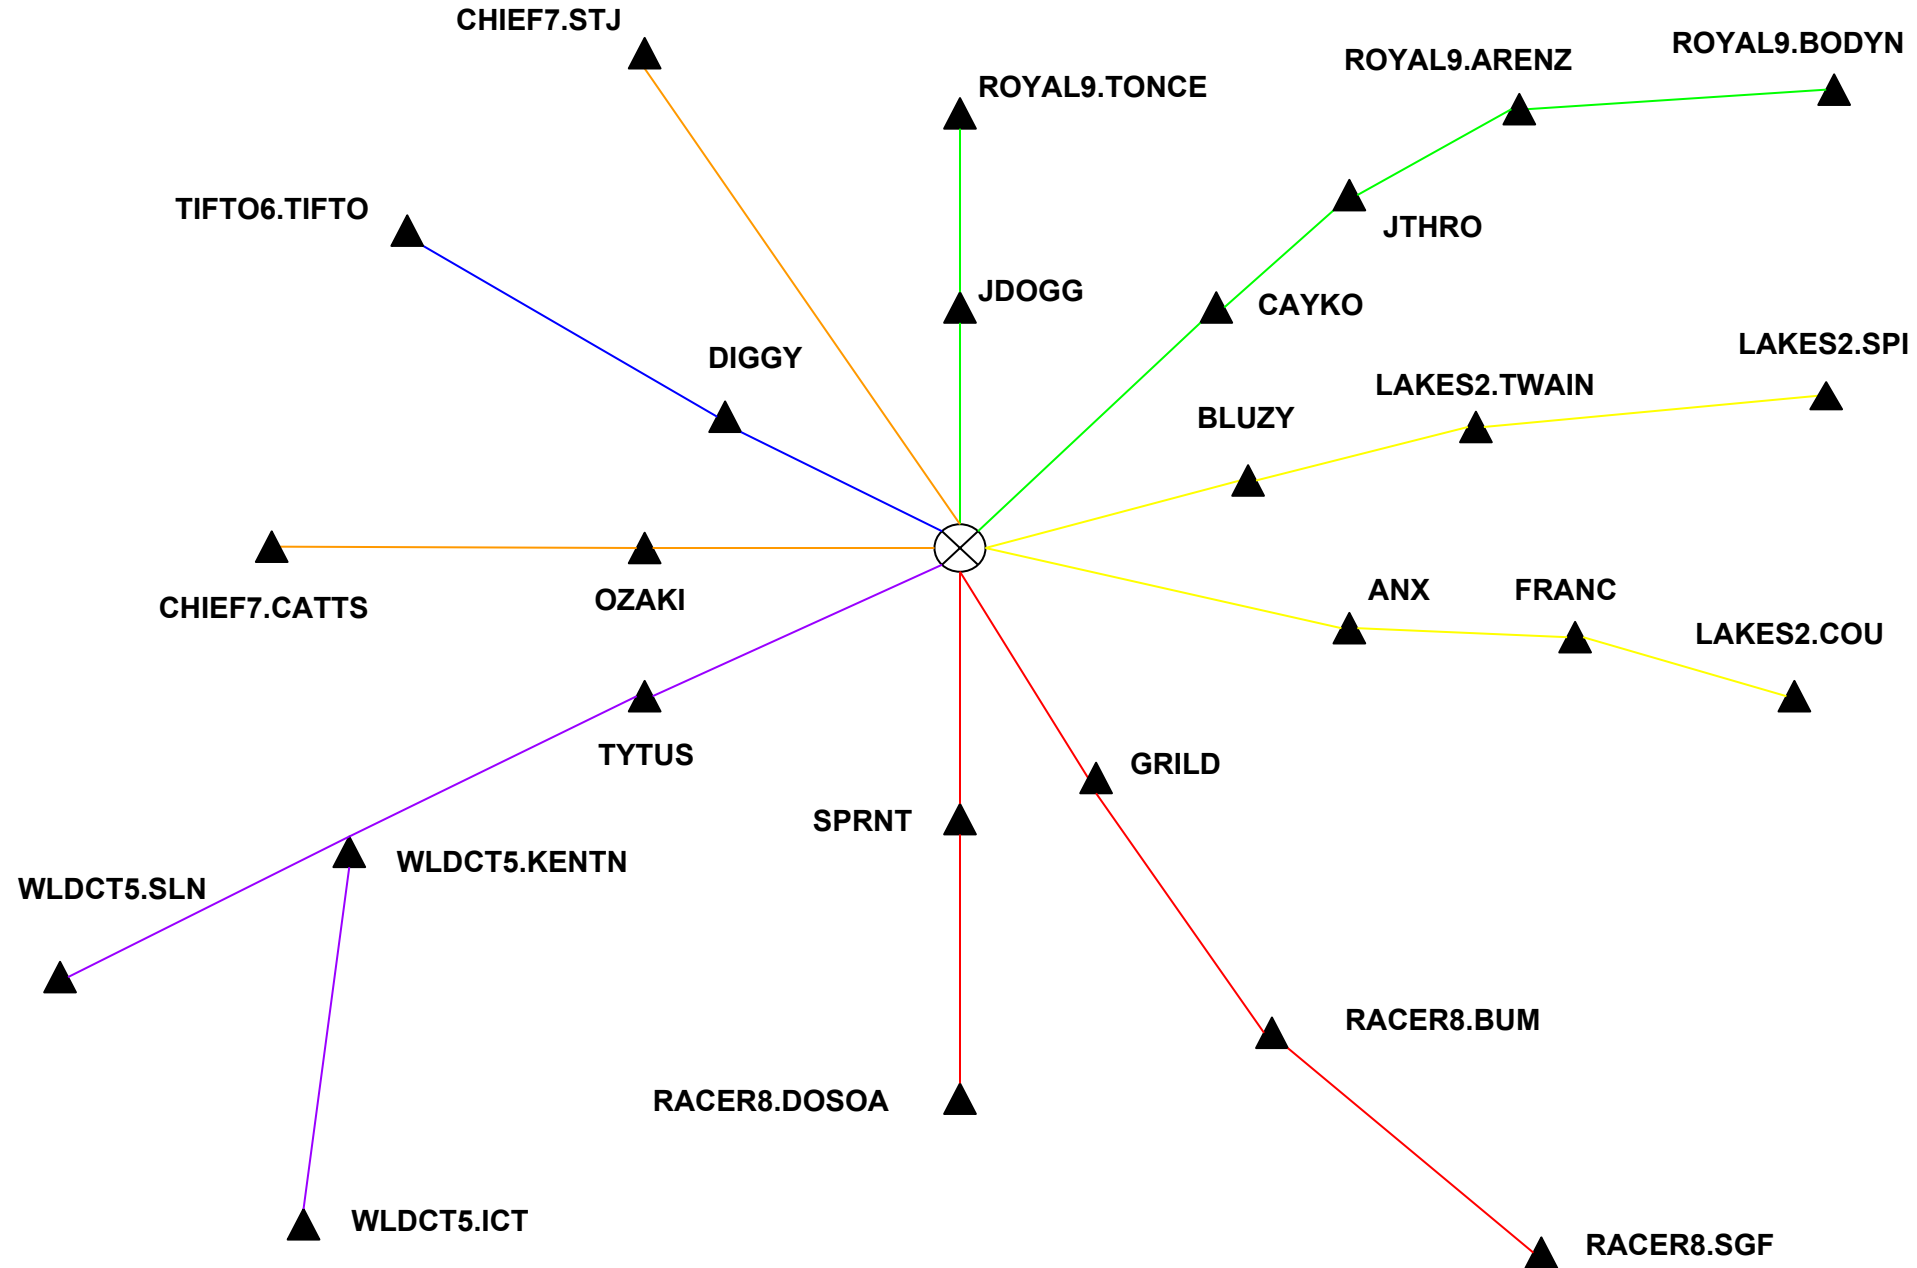 CHIEF7.STJ
ROYAL9.BODYN
ROYAL9.ARENZ
ROYAL9.TONCE
TIFTO6.TIFTO
JTHRO
JDOGG
CAYKO
LAKES2.SPI
DIGGY
LAKES2.TWAIN
BLUZY
ANX
FRANC
OZAKI
CHIEF7.CATTS
LAKES2.COU
TYTUS
GRILD
SPRNT
WLDCT5.KENTN
WLDCT5.SLN
RACER8.BUM
RACER8.DOSOA
WLDCT5.ICT
RACER8.SGF